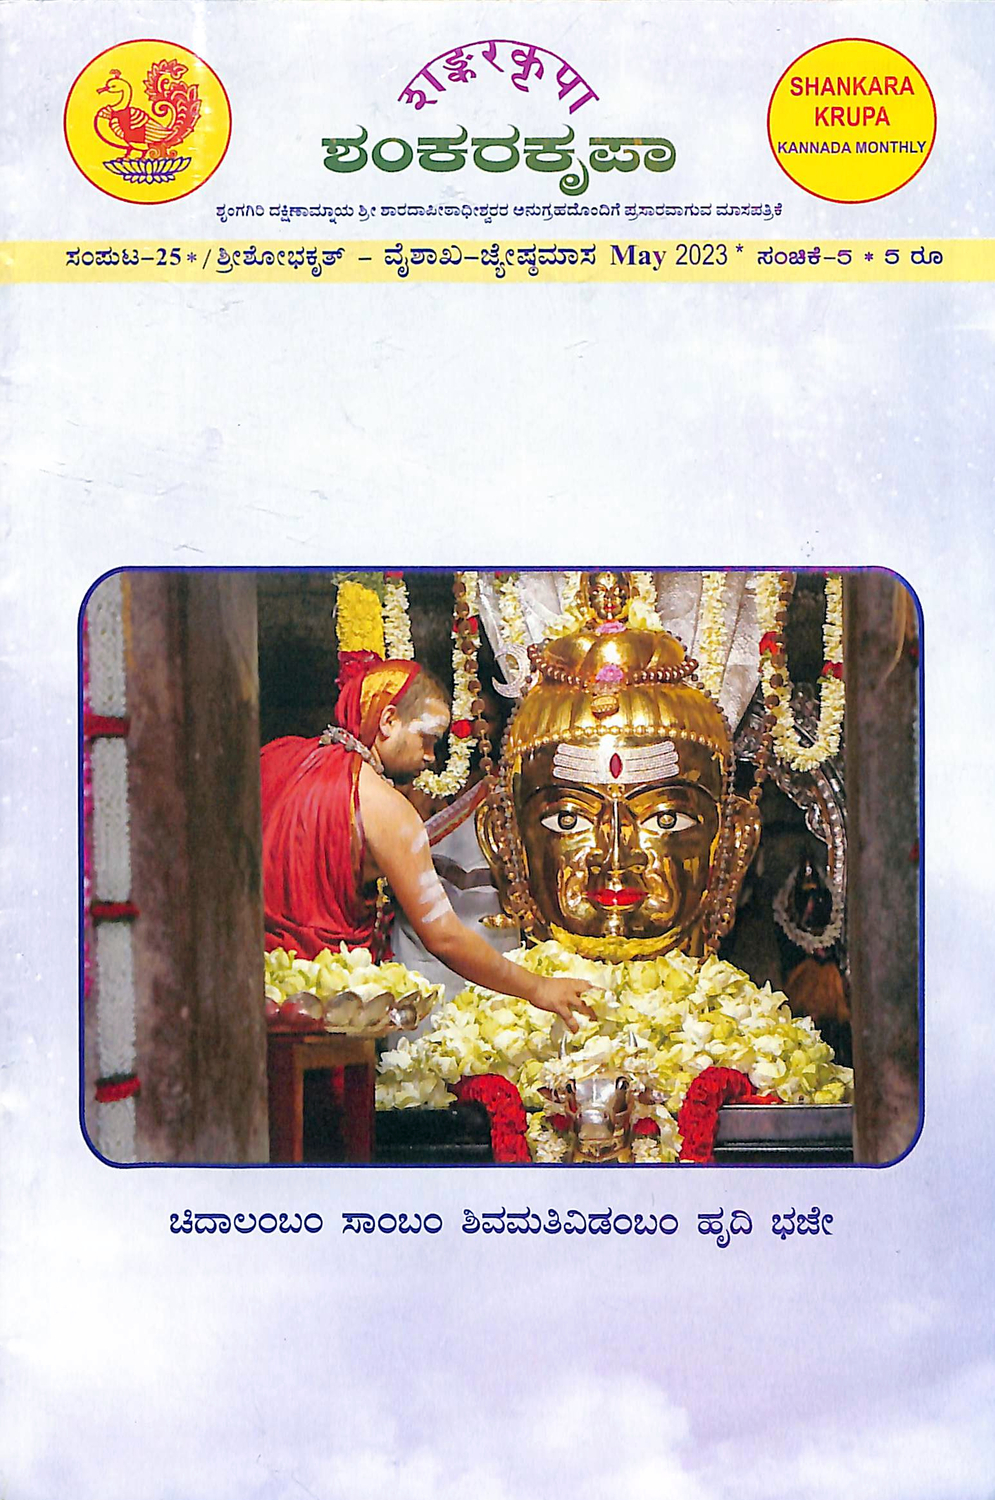 शाङ्करकृपा
ಶಂಕರಕೃಪಾ
SHANKARA
KRUPA
KANNADA MONTHLY
ಶೃಂಗಗಿರಿ ದಕ್ಷಿಣಾಮ್ನಾಯ ಶ್ರೀ ಶಾರದಾಪೀಠಾಧೀಶ್ವರರ ಅನುಗ್ರಹದೊಂದಿಗೆ ಪ್ರಸಾರವಾಗುವ ಮಾಸಪತ್ರಿಕೆ
ಸಂಪುಟ–25*/ಶ್ರೀಶೋಭಕೃತ್ – ವೈಶಾಖ–ಜ್ಯೇಷ್ಠಮಾಸ May 2023* ಸಂಚಿಕೆ–5 * 5 ರೂ
ಚಿದಾಲಂಬಂ ಸಾಂಬಂ ಶಿವಮತಿವಿಡಂಬಂ ಹೃದಿ ಭಜೇ